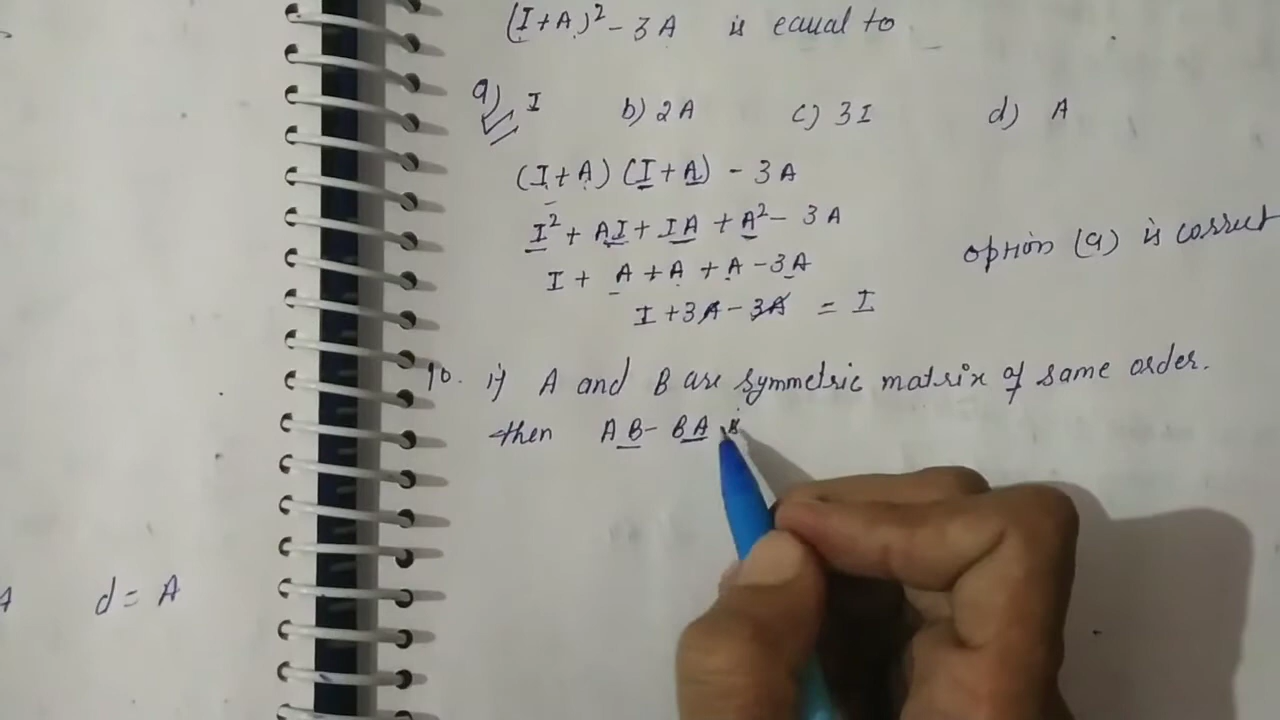 (I+A)² - 3A is equal to
a) I b) 2A c) 3I d) A
(I+A) (I+A) - 3A
I² + AI + IA + A² - 3A
option (a) is correct
I + A + A + A - 3A
I + 3A - 3A = I
10. if A and B are symmetric matrix of same order.
then AB - BA is
A d = A